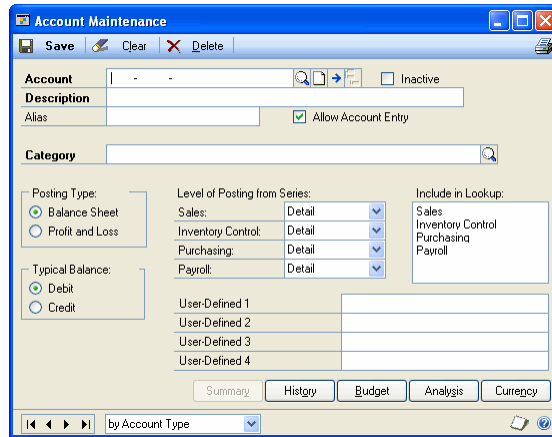 Account Maintenance
Save Clear Delete
Account - - Inactive
Description
Alias Allow Account Entry
Category
Posting Type: Level of Posting from Series: Include in Lookup:
Balance Sheet Sales: Detail Sales
Profit and Loss Inventory Control: Detail Inventory Control
Purchasing: Detail Purchasing
Typical Balance: Payroll: Detail Payroll
Debit
Credit
User-Defined 1
User-Defined 2
User-Defined 3
User-Defined 4
Summary History Budget Analysis Currency
by Account Type